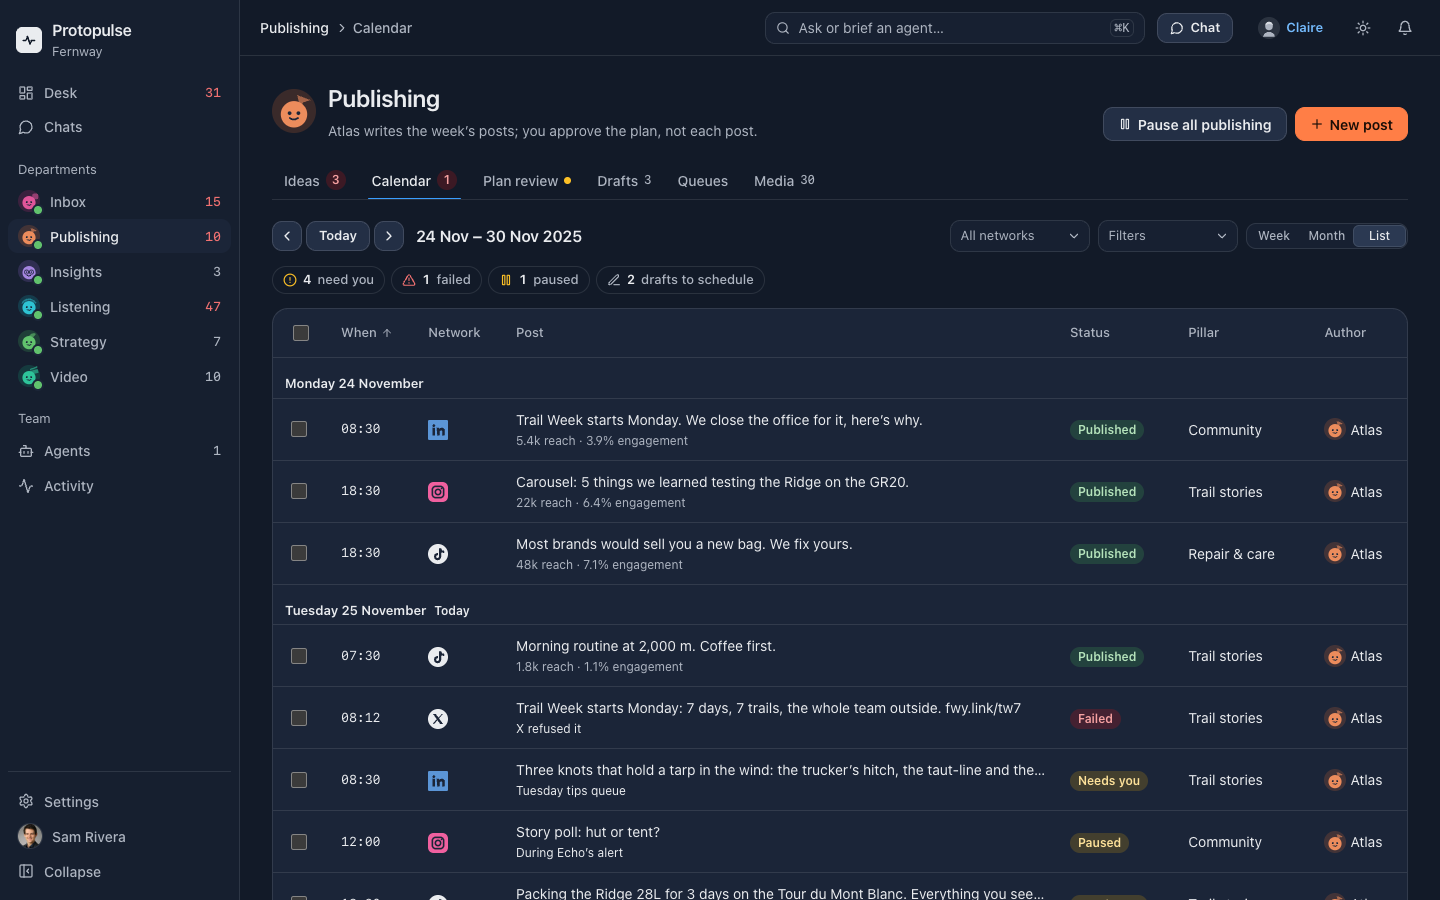 Protopulse
Fernway
Desk 31
Chats
Departments
Inbox 15
Publishing 10
Insights 3
Listening 47
Strategy 7
Video 10
Team
Agents 1
Activity
Settings
Sam Rivera
Collapse
Publishing > Calendar
Ask or brief an agent… ⌘K
Chat
Claire
Publishing
Atlas writes the week’s posts; you approve the plan, not each post.
Pause all publishing
+ New post
Ideas 3
Calendar 1
Plan review
Drafts 3
Queues
Media 30
Today
24 Nov – 30 Nov 2025
All networks
Filters
Week
Month
List
4 need you
1 failed
1 paused
2 drafts to schedule
When ↑ Network Post Status Pillar Author
Monday 24 November
08:30 in Trail Week starts Monday. We close the office for it, here’s why. Published Community Atlas
5.4k reach · 3.9% engagement
18:30 Carousel: 5 things we learned testing the Ridge on the GR20. Published Trail stories Atlas
22k reach · 6.4% engagement
18:30 Most brands would sell you a new bag. We fix yours. Published Repair & care Atlas
48k reach · 7.1% engagement
Tuesday 25 November Today
07:30 Morning routine at 2,000 m. Coffee first. Published Trail stories Atlas
1.8k reach · 1.1% engagement
08:12 X Trail Week starts Monday: 7 days, 7 trails, the whole team outside. fwy.link/tw7 Failed Trail stories Atlas
X refused it
08:30 in Three knots that hold a tarp in the wind: the trucker’s hitch, the taut-line and the… Needs you Trail stories Atlas
Tuesday tips queue
12:00 Story poll: hut or tent? Paused Community Atlas
During Echo’s alert
Packing the Ridge 28L for 3 days on the Tour du Mont Blanc. Everything you see…